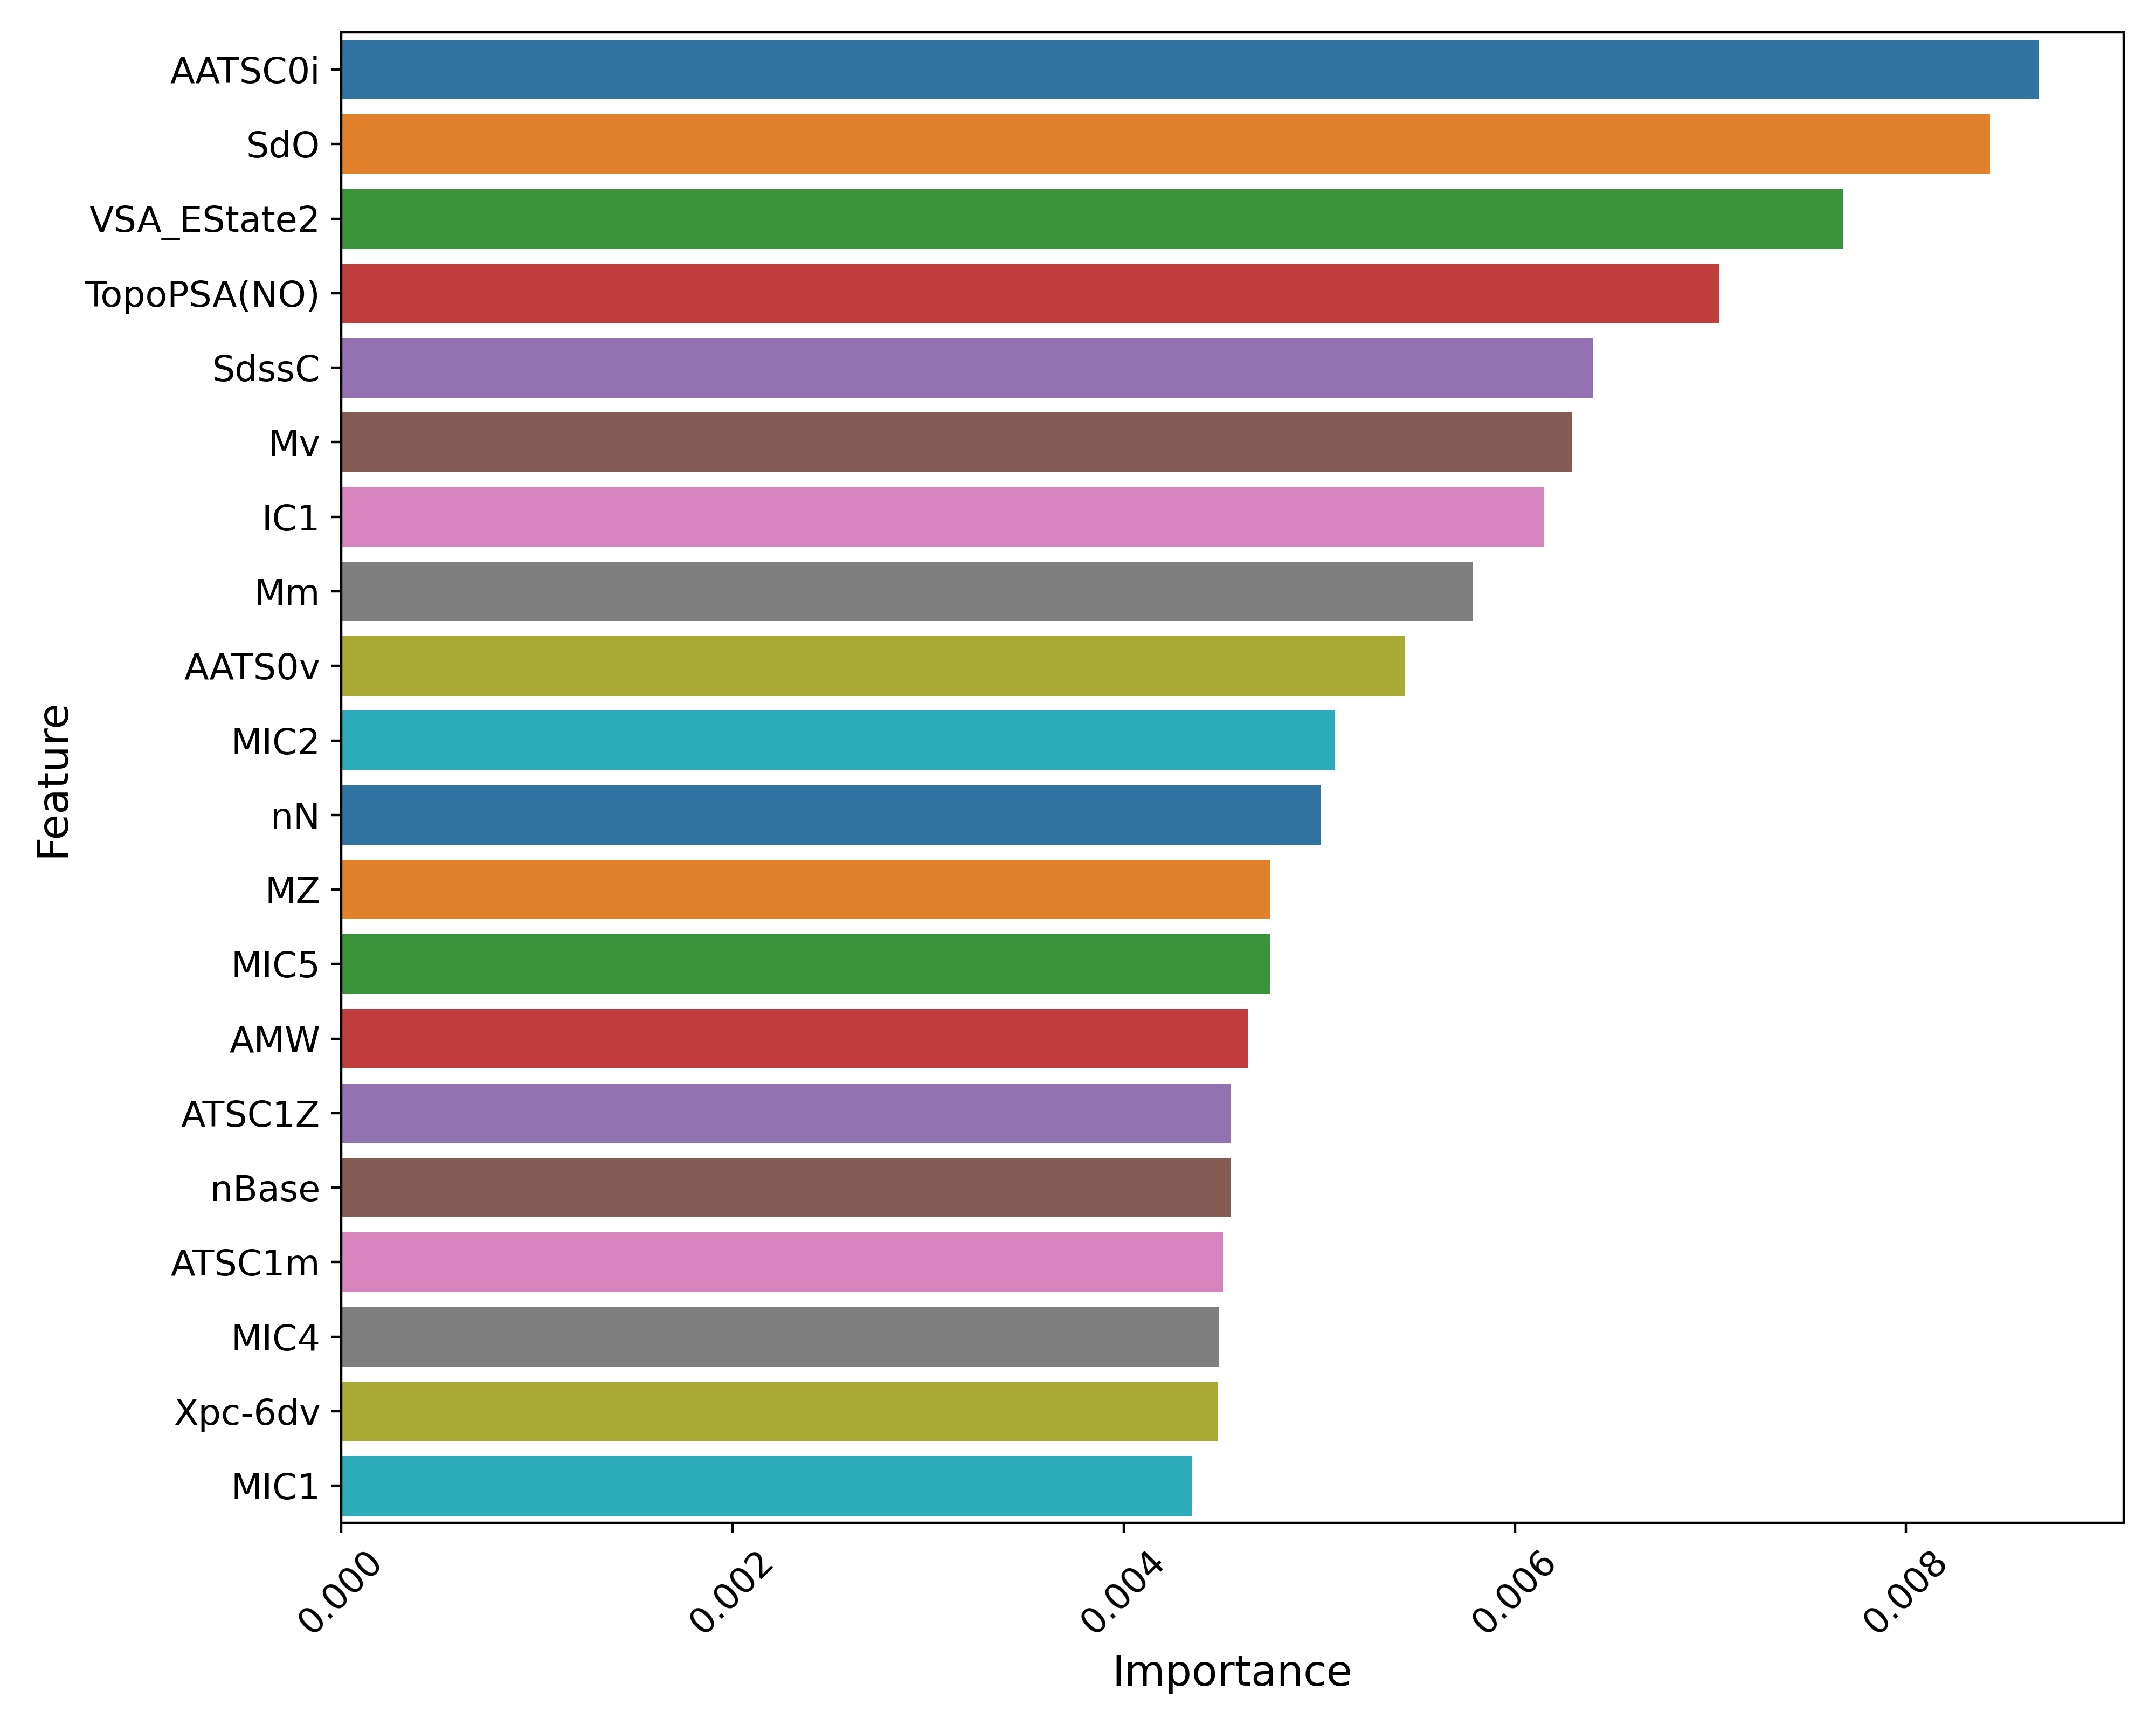 AATSC0i
SdO
VSA_EState2
TopoPSA(NO)
SdssC
Mv
IC1
Mm
AATS0v
MIC2
nN
MZ
MIC5
AMW
ATSC1Z
nBase
ATSC1m
MIC4
Xpc-6dv
MIC1
Feature
0.000 0.002 0.004 0.006 0.008
Importance